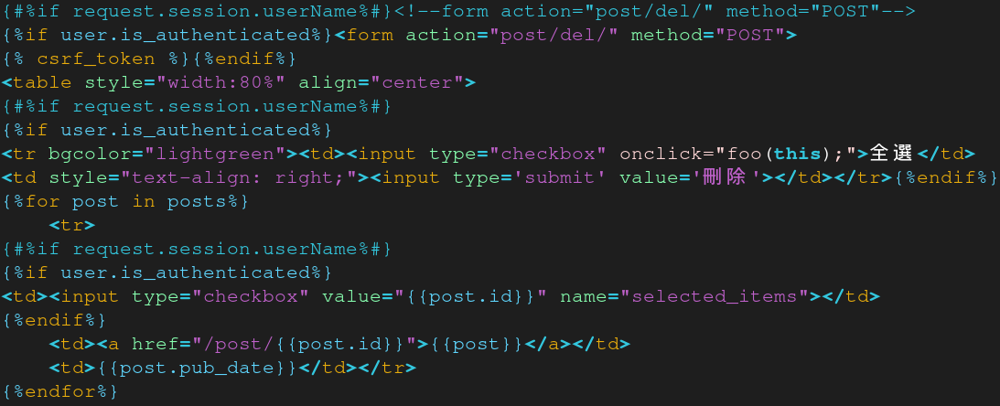 {#%if request.session.userName%#}<!--form action="post/del/" method="POST"-->
{%if user.is_authenticated%}<form action="post/del/" method="POST">
{% csrf_token %}{%endif%}
<table style="width:80%" align="center">
{#%if request.session.userName%#}
{%if user.is_authenticated%}
<tr bgcolor="lightgreen"><td><input type="checkbox" onclick="foo(this);">全選</td>
<td style="text-align: right;"><input type='submit' value='刪除'></td></tr>{%endif%}
{%for post in posts%}
    <tr>
{#%if request.session.userName%#}
{%if user.is_authenticated%}
<td><input type="checkbox" value="{{post.id}}" name="selected_items"></td>
{%endif%}
    <td><a href="/post/{{post.id}}">{{post}}</a></td>
    <td>{{post.pub_date}}</td></tr>
{%endfor%}